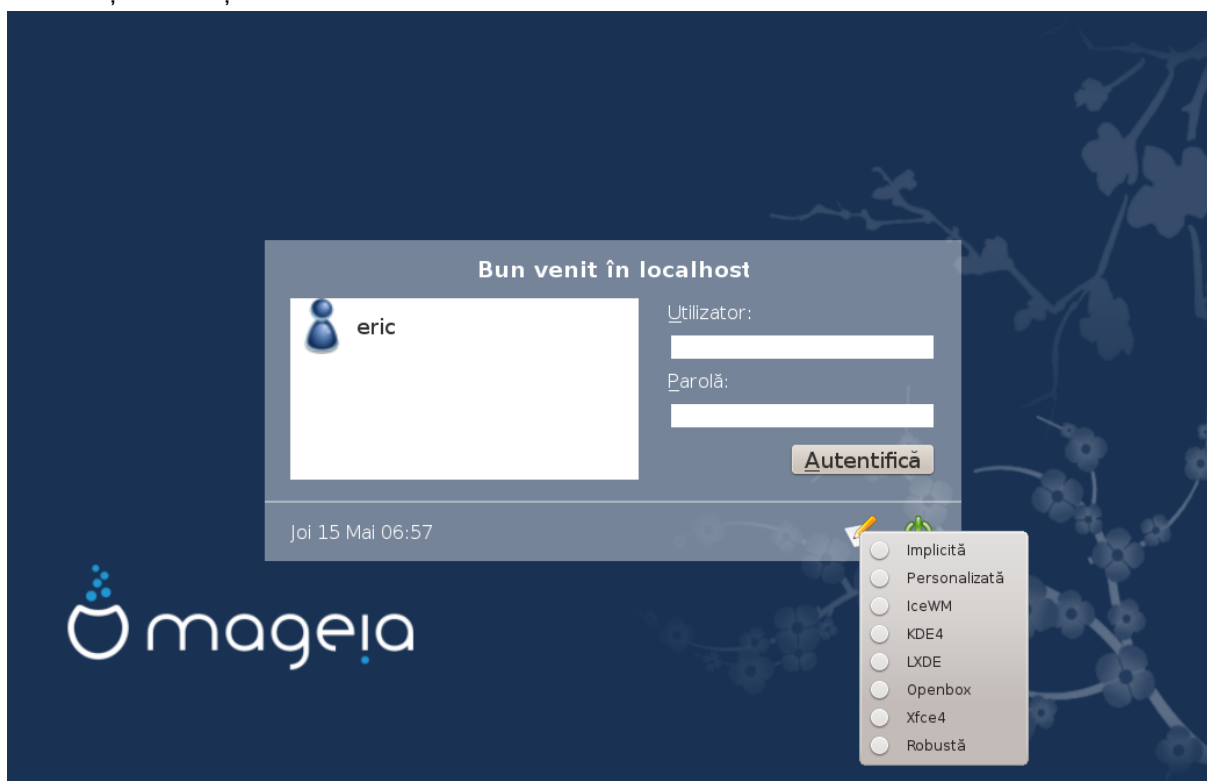 Bun venit în localhost
eric
Utilizator:
Parolă:
Autentifică
Joi 15 Mai 06:57
mageia
Implicită
Personalizată
IceWM
KDE4
LXDE
Openbox
Xfce4
Robustă